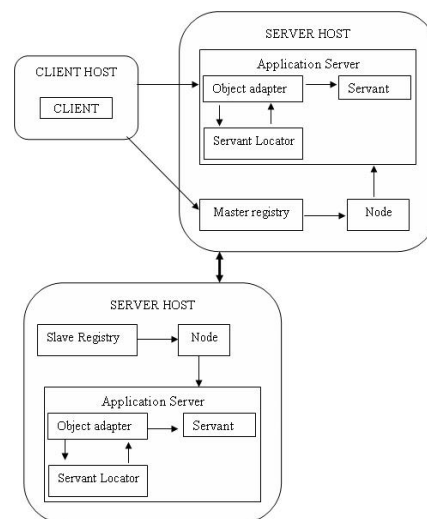 SERVER HOST
Application Server
Object adapter
Servant
Servant Locator
Master registry
Node
CLIENT HOST
CLIENT
SERVER HOST
Slave Registry
Node
Application Server
Object adapter
Servant
Servant Locator